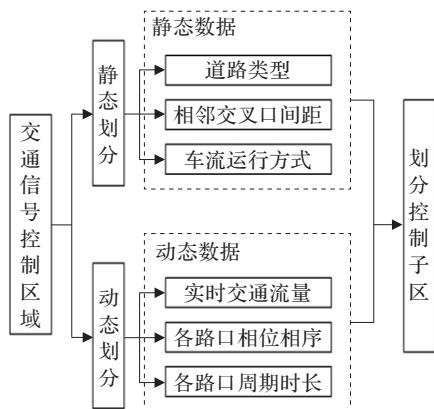 交通信号控制区域
静态划分
静态数据
道路类型
相邻交叉口间距
车流运行方式
动态划分
动态数据
实时交通流量
各路口相位相序
各路口周期时长
划分控制子区